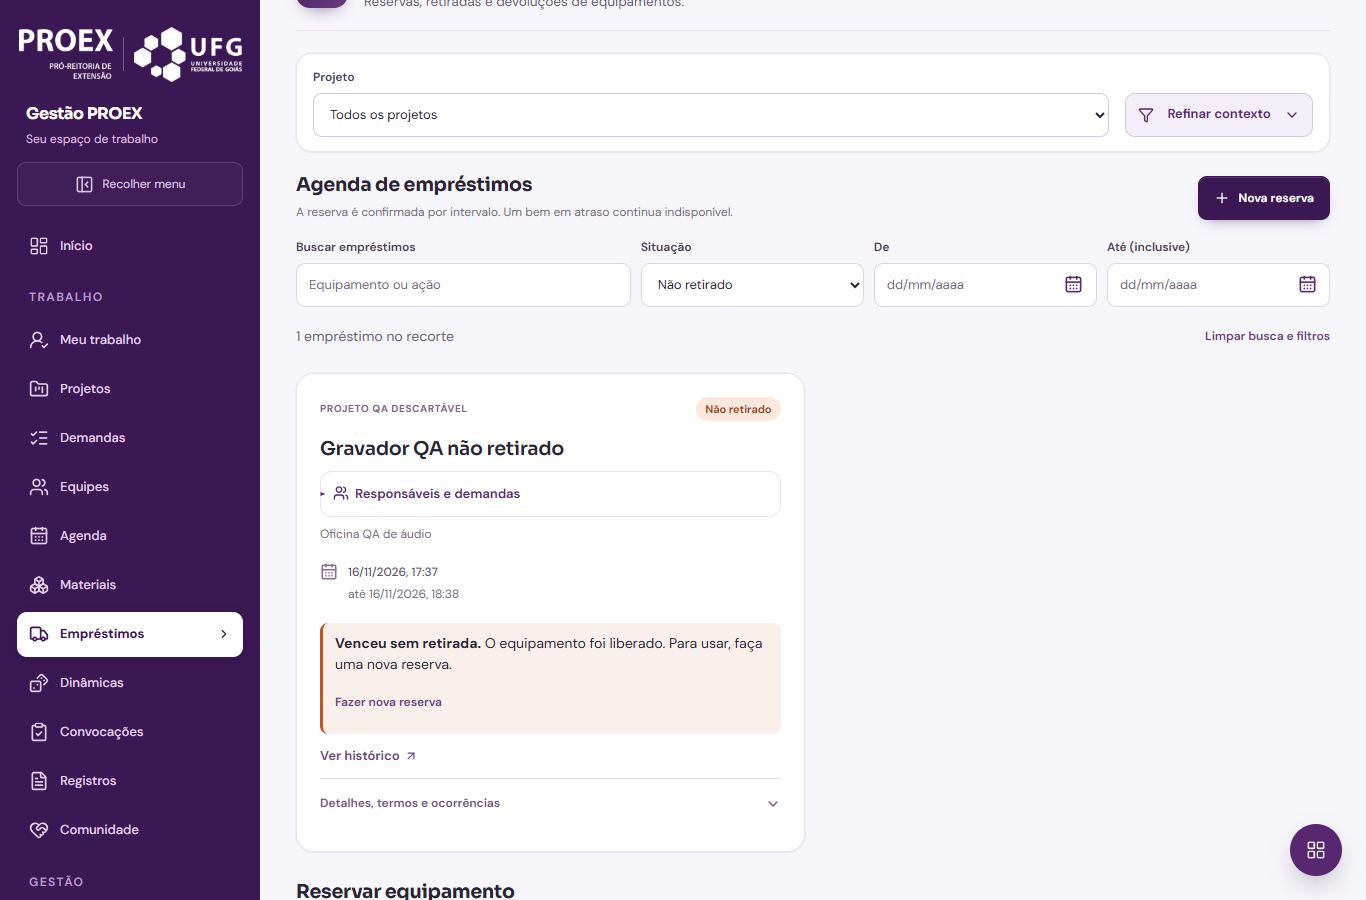 PROEX
PRÓ-REITORIA DE
EXTENSÃO
UFG
UNIVERSIDADE
FEDERAL DE GOIÁS
Gestão PROEX
Seu espaço de trabalho
Recolher menu
Início
TRABALHO
Meu trabalho
Projetos
Demandas
Equipes
Agenda
Materiais
Empréstimos
Dinâmicas
Convocações
Registros
Comunidade
GESTÃO
Reservas, retiradas e devoluções de equipamentos.
Projeto
Todos os projetos
Refinar contexto
Agenda de empréstimos
A reserva é confirmada por intervalo. Um bem em atraso continua indisponível.
Nova reserva
Buscar empréstimos
Situação
De
Até (inclusive)
Equipamento ou ação
Não retirado
dd/mm/aaaa
dd/mm/aaaa
1 empréstimo no recorte
Limpar busca e filtros
PROJETO QA DESCARTÁVEL
Não retirado
Gravador QA não retirado
Responsáveis e demandas
Oficina QA de áudio
16/11/2026, 17:37
até 16/11/2026, 18:38
Venceu sem retirada. O equipamento foi liberado. Para usar, faça
uma nova reserva.
Fazer nova reserva
Ver histórico
Detalhes, termos e ocorrências
Reservar equipamento